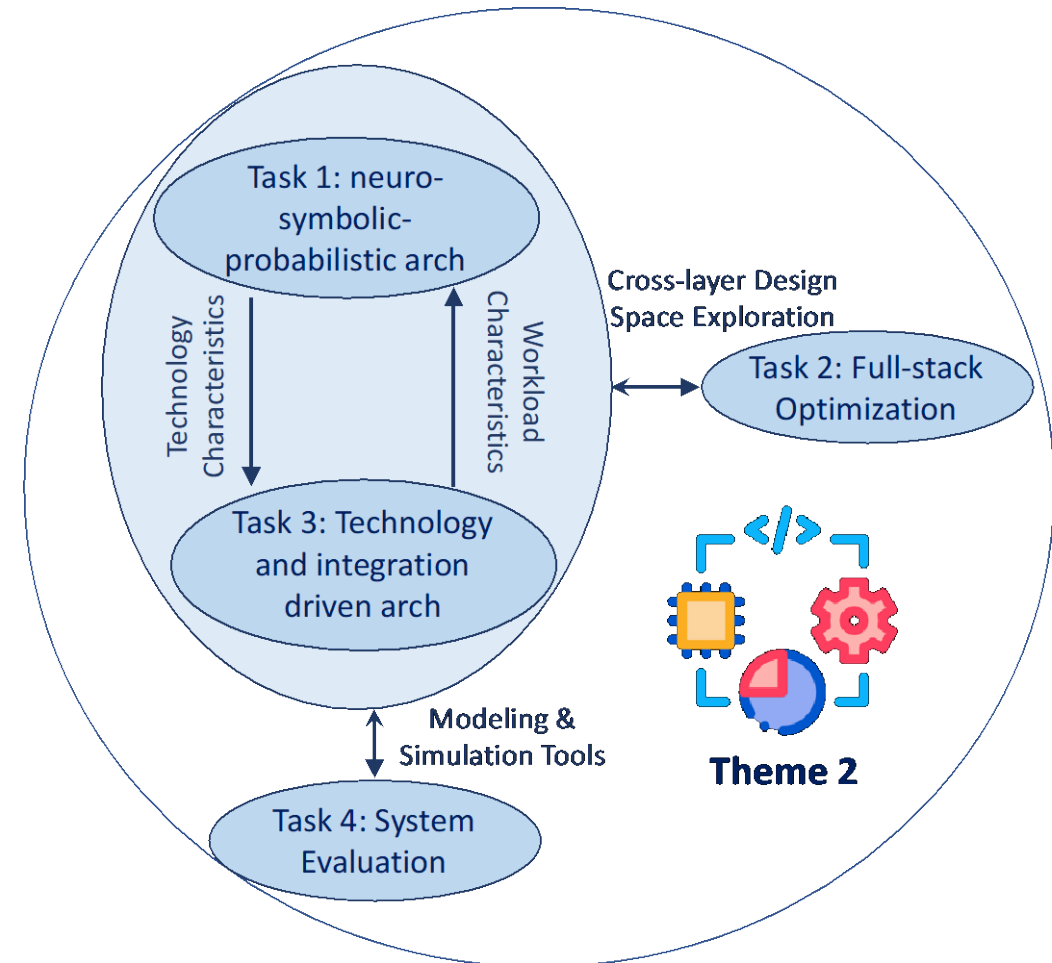 Task 1: neuro-
symbolic-
probabilistic arch
Technology
Characteristics
Workload
Characteristics
Cross-layer Design
Space Exploration
Task 2: Full-stack
Optimization
Task 3: Technology
and integration
driven arch
</>
Modeling &
Simulation Tools
Theme 2
Task 4: System
Evaluation